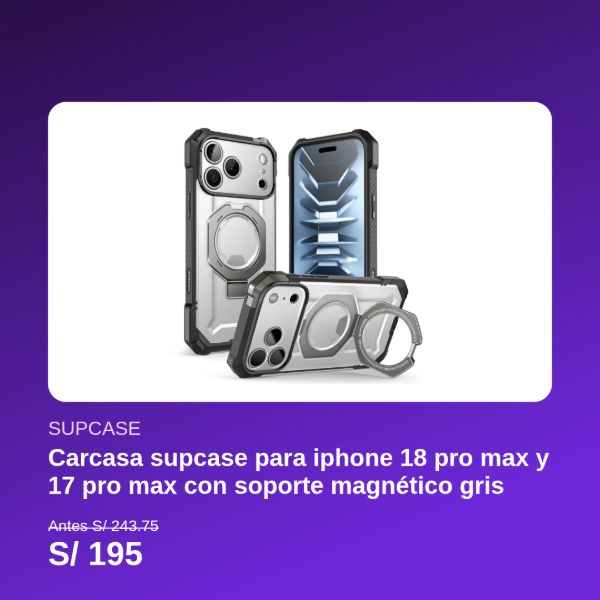 SUPCASE
Carcasa supcase para iphone 18 pro max y
17 pro max con soporte magnético gris
Antes S/ 243.75
S/ 195